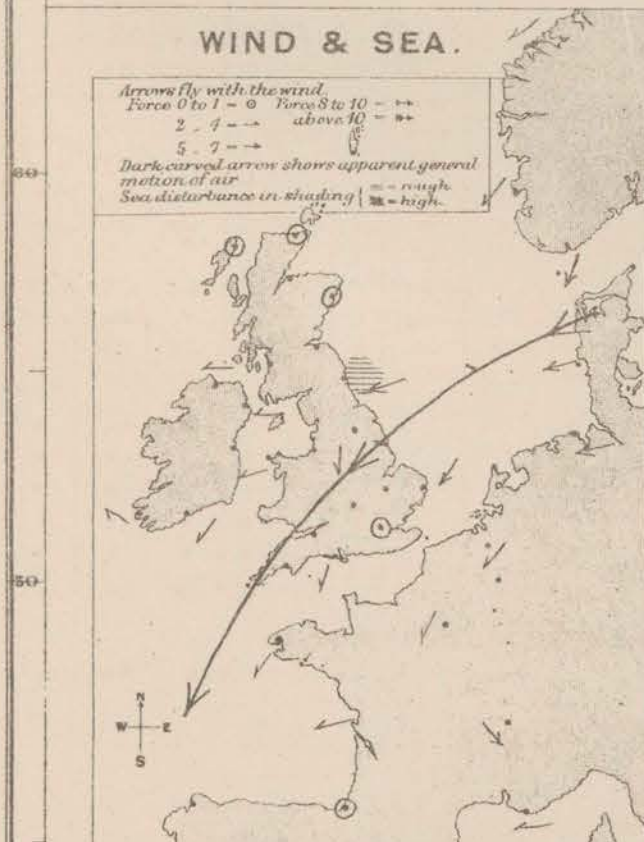 WIND & SEA.
Arrows fly with the wind
Force 0 to 1 - Force 8 to 10 -
2 - 4 - above 10 -
5 - 7 -
Dark curved arrow shows apparent general
motion of air
Sea disturbance in shading { = rough
= high
60
50
N
W E
S